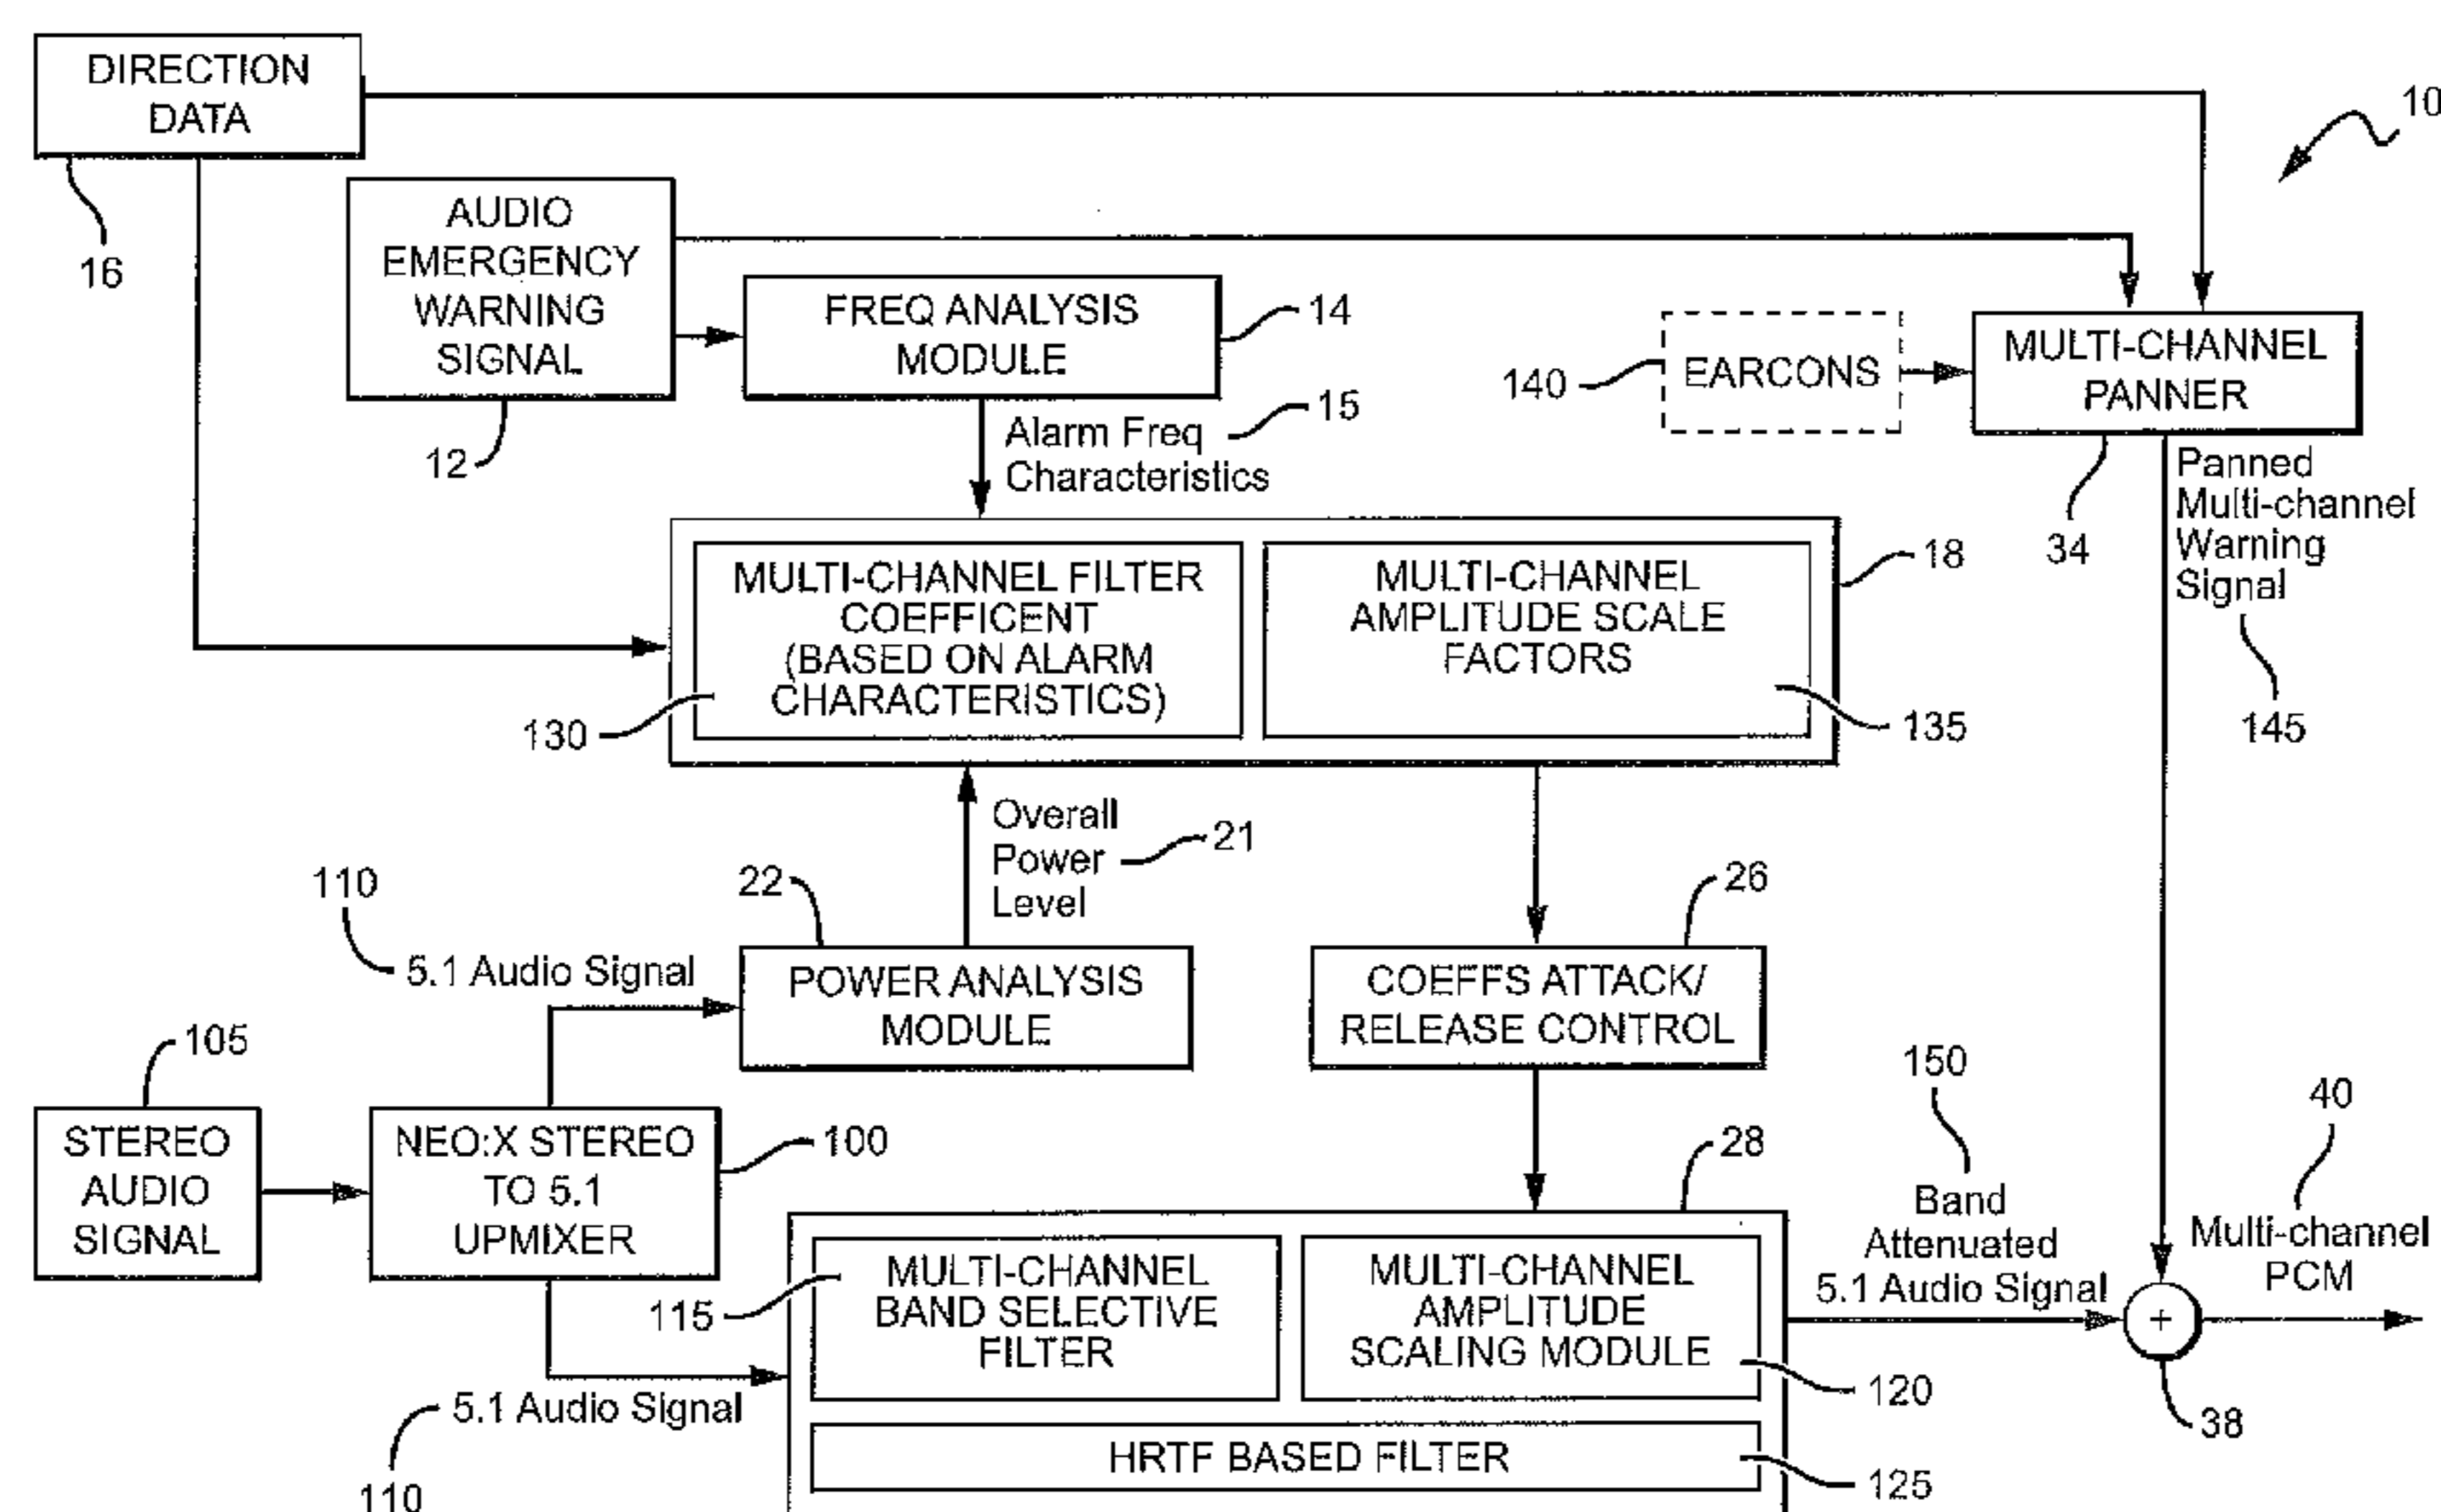 DIRECTION
DATA
16
10
AUDIO
EMERGENCY
WARNING
SIGNAL
12
FREQ ANALYSIS
MODULE
14
Alarm Freq
Characteristics
15
140
EARCONS
MULTI-CHANNEL
PANNER
34
Panned
Multi-channel
Warning
Signal
145
MULTI-CHANNEL FILTER
COEFFICENT
(BASED ON ALARM
CHARACTERISTICS)
130
MULTI-CHANNEL
AMPLITUDE SCALE
FACTORS
18
135
Overall
Power
Level
21
110
5.1 Audio Signal
22
POWER ANALYSIS
MODULE
26
COEFFS ATTACK/
RELEASE CONTROL
105
STEREO
AUDIO
SIGNAL
NEO:X STEREO
TO 5.1
UPMIXER
100
28
150
Band
Attenuated
5.1 Audio Signal
40
Multi-channel
PCM
+
38
115
MULTI-CHANNEL
BAND SELECTIVE
FILTER
MULTI-CHANNEL
AMPLITUDE
SCALING MODULE
120
5.1 Audio Signal
110
HRTF BASED FILTER
125